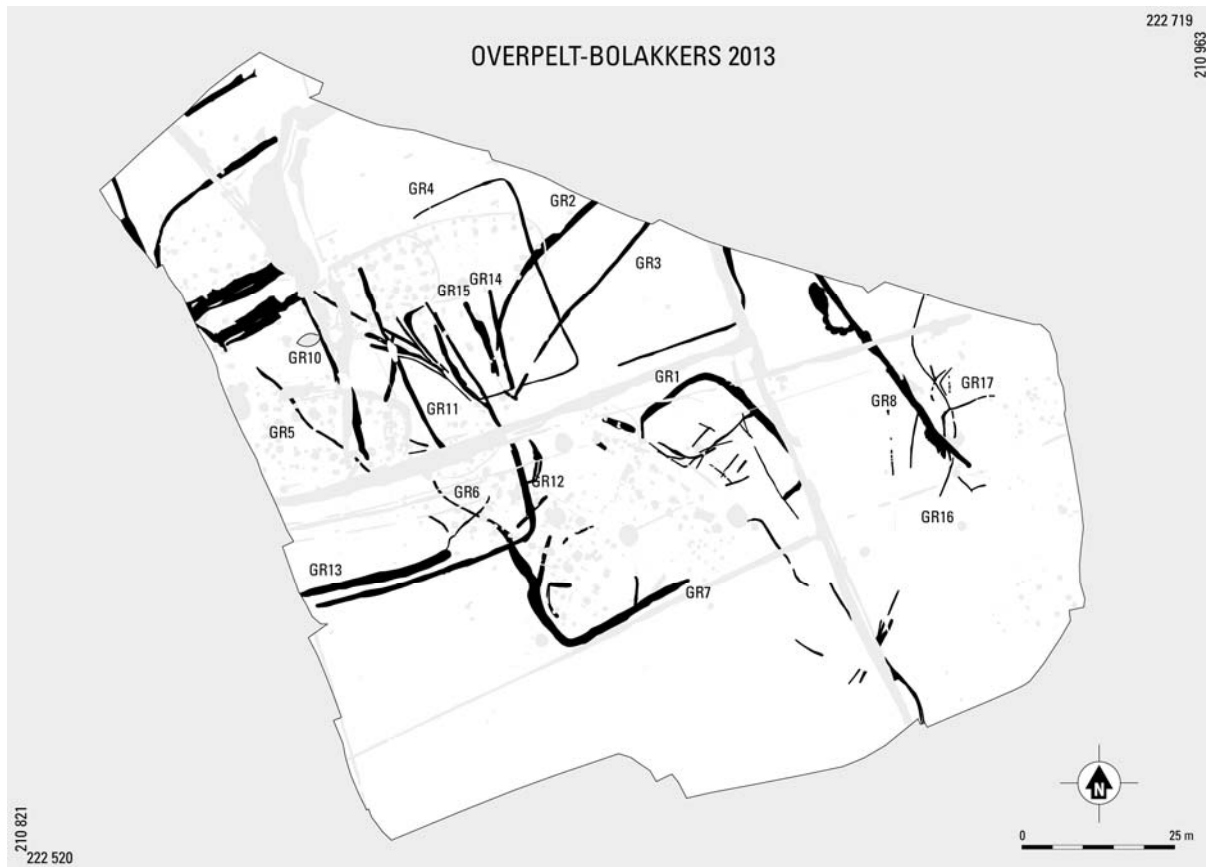 222 719
210 963
OVERPELT-BOLAKKERS 2013
GR4
GR2
GR3
GR14
GR15
GR10
GR1
GR17
GR8
GR11
GR5
GR12
GR6
GR16
GR13
GR7
N
0 25 m
210 821
222 520